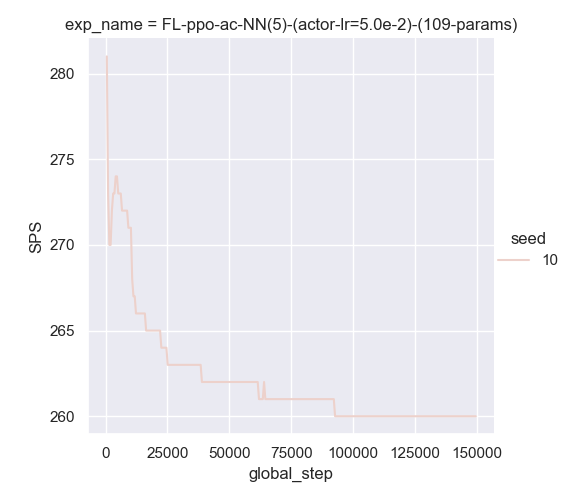 exp_name = FL-ppo-ac-NN(5)-(actor-lr=5.0e-2)-(109-params)
280
275
270
265
260
SPS
0 25000 50000 75000 100000 125000 150000
global_step
seed
10